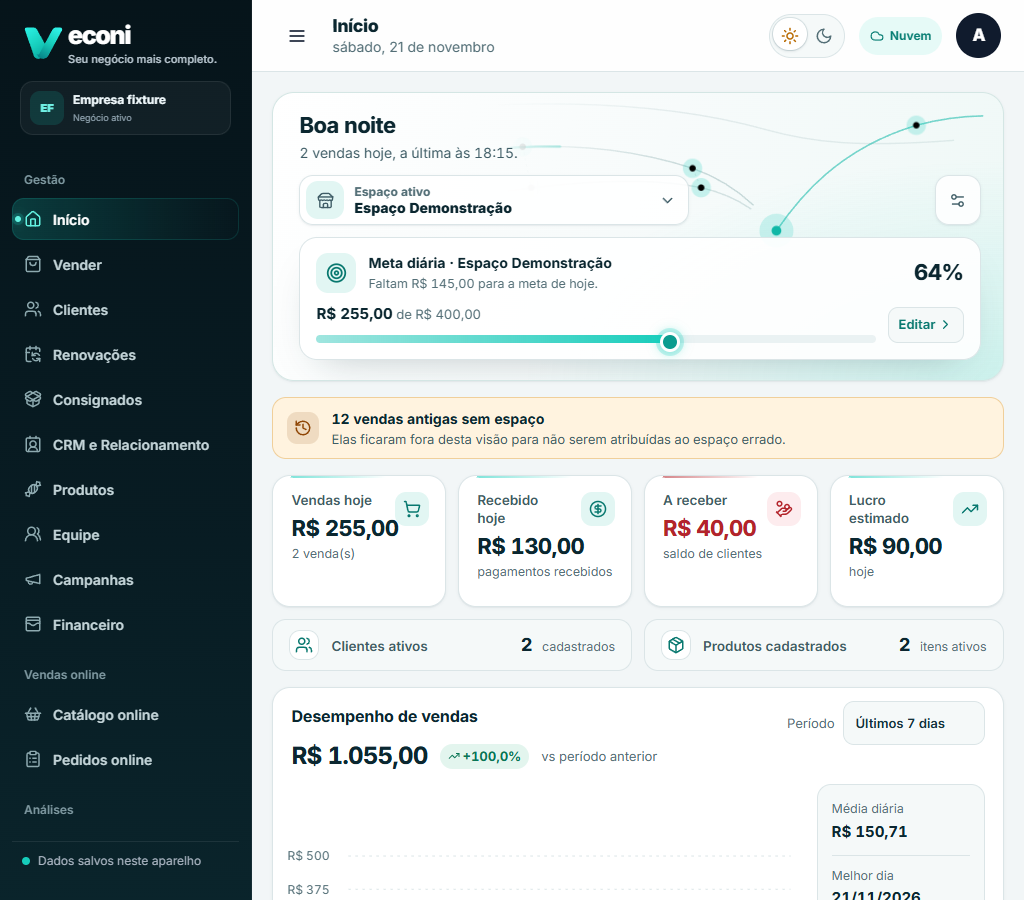 Veconi
Seu negócio mais completo.
EF
Empresa fixture
Negócio ativo
Gestão
Início
Vender
Clientes
Renovações
Consignados
CRM e Relacionamento
Produtos
Equipe
Campanhas
Financeiro
Vendas online
Catálogo online
Pedidos online
Análises
Dados salvos neste aparelho
Início
sábado, 21 de novembro
Nuvem
A
Boa noite
2 vendas hoje, a última às 18:15.
Espaço ativo
Espaço Demonstração
Meta diária · Espaço Demonstração
Faltam R$ 145,00 para a meta de hoje.
64%
R$ 255,00 de R$ 400,00
Editar
12 vendas antigas sem espaço
Elas ficaram fora desta visão para não serem atribuídas ao espaço errado.
Vendas hoje
R$ 255,00
2 venda(s)
Recebido
hoje
R$ 130,00
pagamentos recebidos
A receber
R$ 40,00
saldo de clientes
Lucro
estimado
R$ 90,00
hoje
Clientes ativos
2 cadastrados
Produtos cadastrados
2 itens ativos
Desempenho de vendas
Período
Últimos 7 dias
R$ 1.055,00
+100,0%
vs período anterior
R$ 500
R$ 375
Média diária
R$ 150,71
Melhor dia
21/11/2026